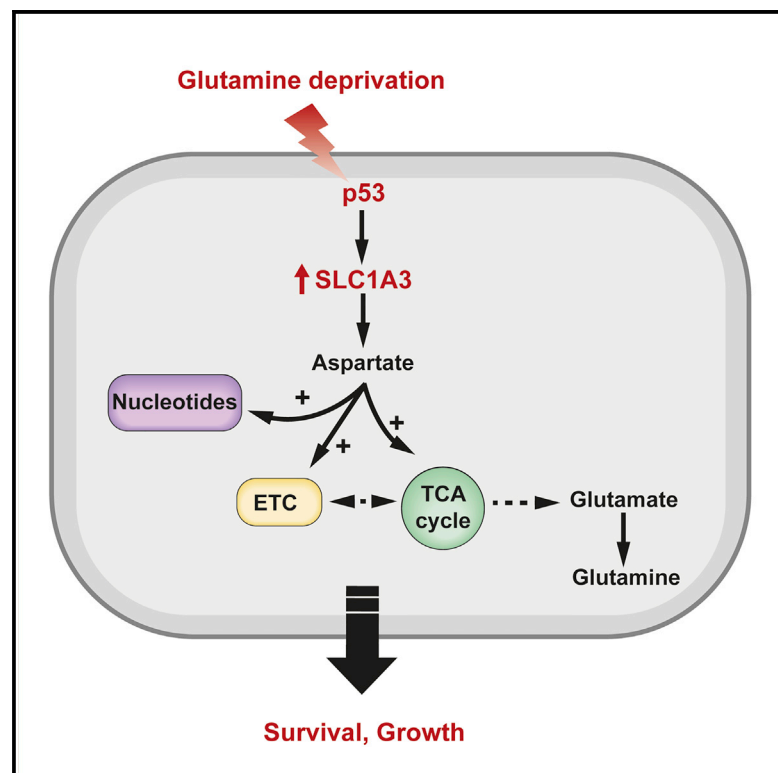 Glutamine deprivation
p53
SLC1A3
Aspartate
Nucleotides
+
+
+
ETC
TCA
cycle
Glutamate
Glutamine
Survival, Growth